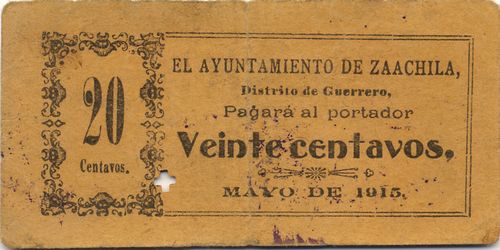 20
Centavos.
EL AYUNTAMIENTO DE ZAACHILA,
Distrito de Guerrero,
Pagará al portador
Veinte centavos.
MAYO DE 1915.